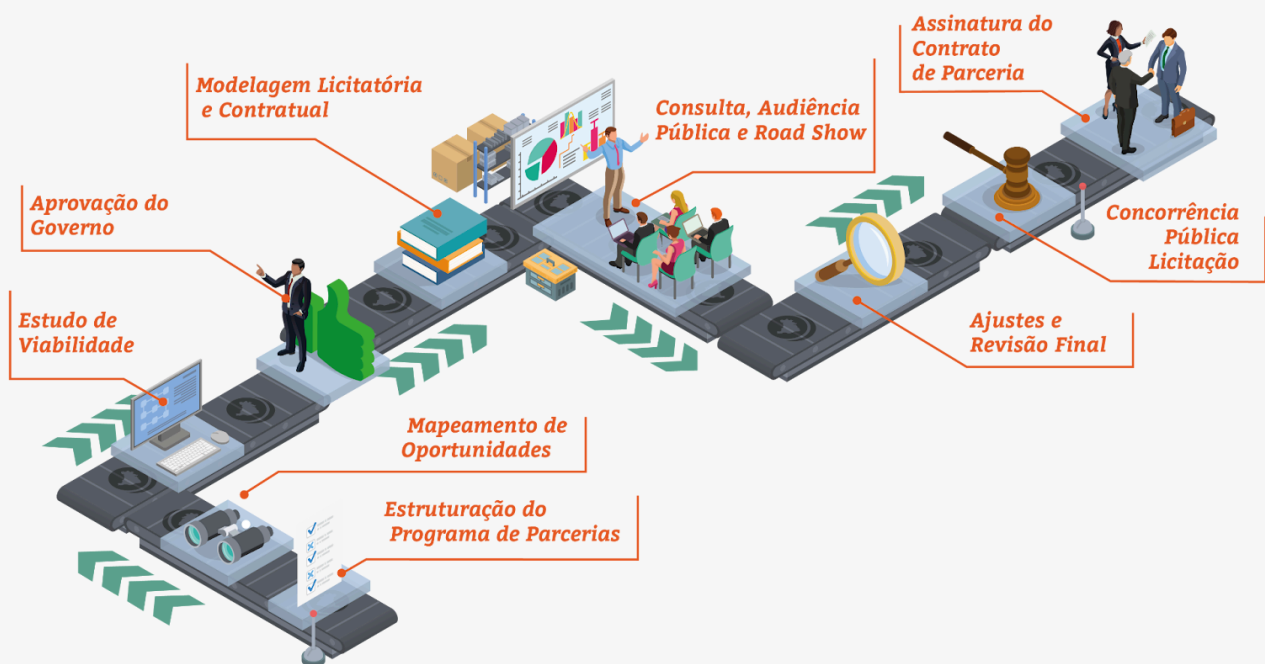 Assinatura do
Contrato
de Parceria
Modelagem Licitatória
e Contratual
Consulta, Audiência
Pública e Road Show
Aprovação do
Governo
Concorrência
Pública
Licitação
Estudo de
Viabilidade
Ajustes e
Revisão Final
Mapeamento de
Oportunidades
Estruturação do
Programa de Parcerias